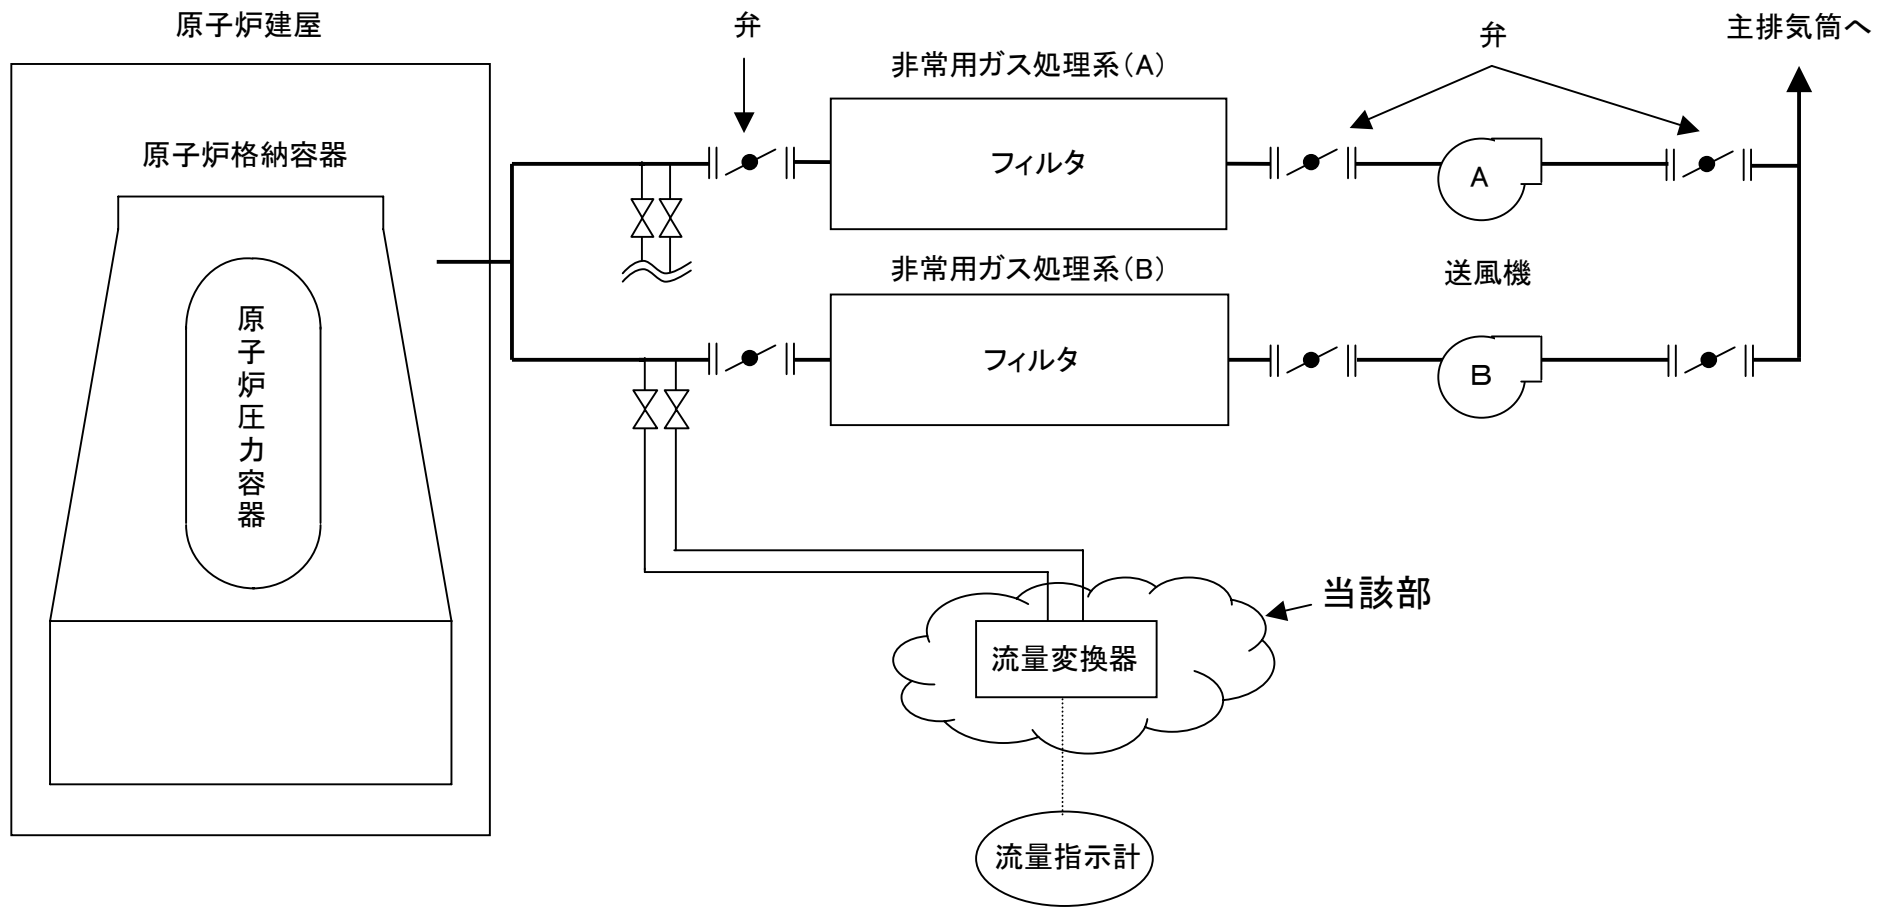 原子炉建屋
弁
弁
主排気筒へ
非常用ガス処理系(A)
原子炉格納容器
フィルタ
A
非常用ガス処理系(B)
送風機
原子炉圧力容器
フィルタ
B
当該部
流量変換器
流量指示計